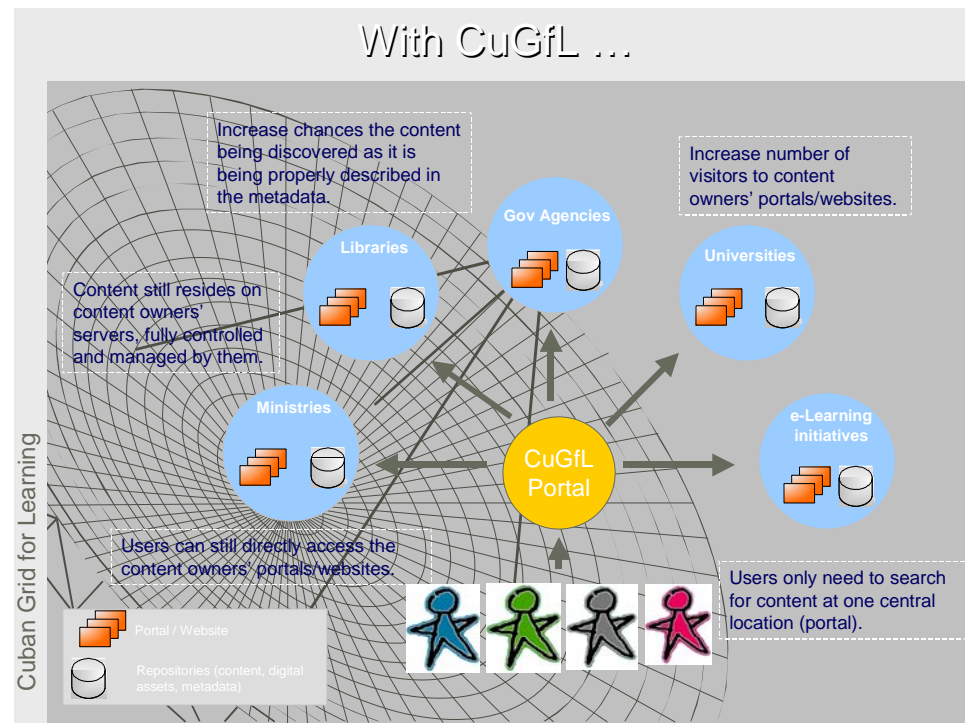 With CuGfL ...
Increase chances the content
being discovered as it is
being properly described in
the metadata.
Increase number of
visitors to content
owners' portals/websites.
Gov Agencies
Libraries
Universities
Content still resides on
content owners'
servers, fully controlled
and managed by them.
Ministries
e-Learning
initiatives
CuGfL
Portal
Users can still directly access the
content owners' portals/websites.
Users only need to search
for content at one central
location (portal).
Portal / Website
Repositories (content, digital
assets, metadata)
Cuban Grid for Learning